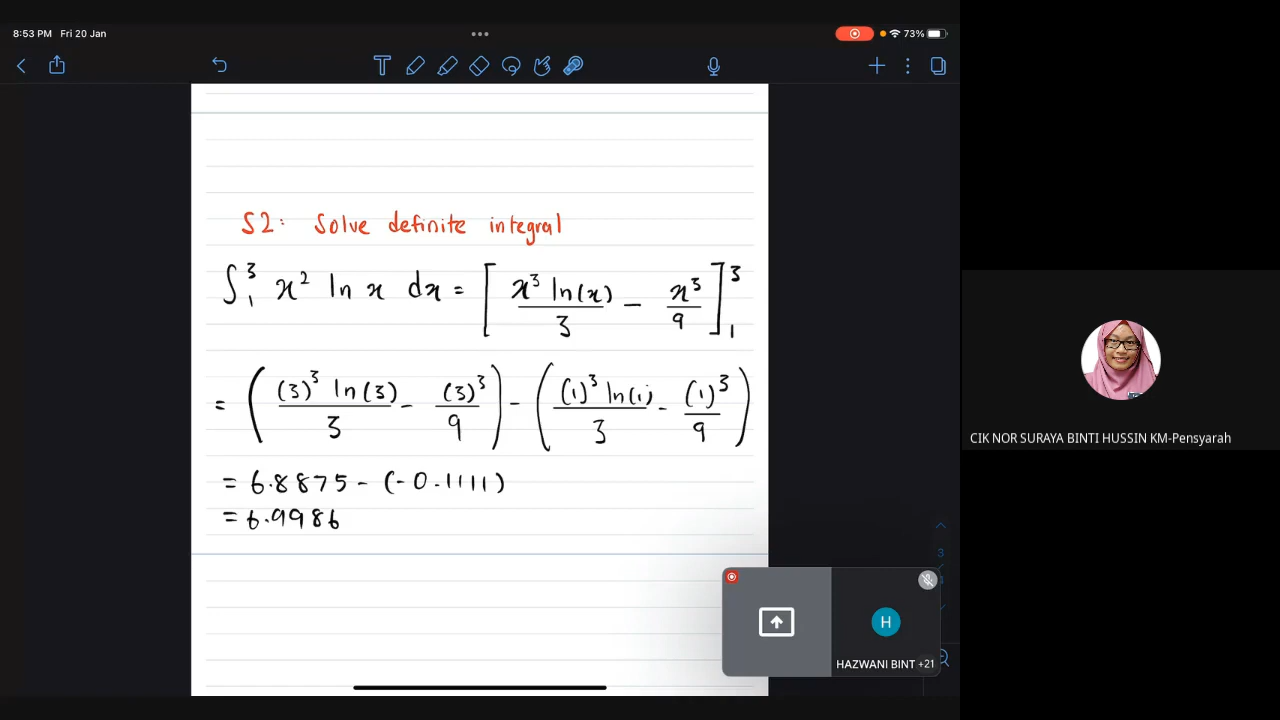 8:53 PM Fri 20 Jan
73%
S2: Solve definite integral
∫₁³ x² ln x dx = [ x³ ln(x)/3 − x³/9 ]₁³
= ( (3)³ ln(3)/3 − (3)³/9 ) − ( (1)³ ln(1)/3 − (1)³/9 )
= 6.8875 − (−0.1111)
= 6.9986
CIK NOR SURAYA BINTI HUSSIN KM-Pensyarah
3
H
HAZWANI BINT +21